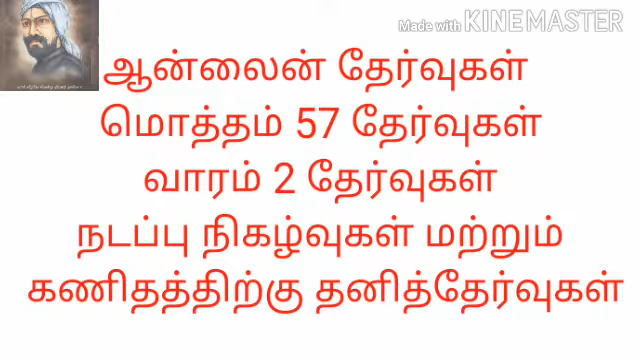 Made with KINEMASTER
ஆன்லைன் தேர்வுகள்
மொத்தம் 57 தேர்வுகள்
வாரம் 2 தேர்வுகள்
நடப்பு நிகழ்வுகள் மற்றும்
கணிதத்திற்கு தனித்தேர்வுகள்